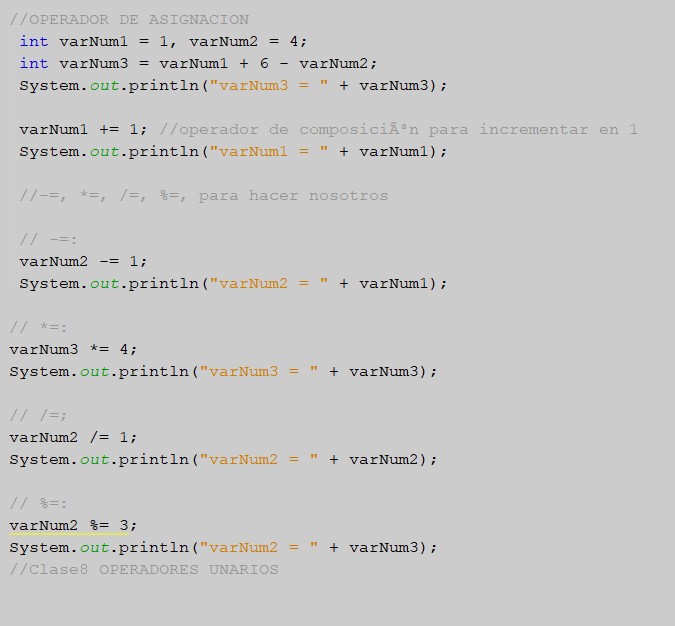 //OPERADOR DE ASIGNACION
int varNum1 = 1, varNum2 = 4;
int varNum3 = varNum1 + 6 - varNum2;
System.out.println("varNum3 = " + varNum3);
varNum1 += 1; //operador de composiciÃ³n para incrementar en 1
System.out.println("varNum1 = " + varNum1);
//-=, *=, /=, %=, para hacer nosotros
// -=:
varNum2 -= 1;
System.out.println("varNum2 = " + varNum1);
// *=:
varNum3 *= 4;
System.out.println("varNum3 = " + varNum3);
// /=;
varNum2 /= 1;
System.out.println("varNum2 = " + varNum2);
// %=:
varNum2 %= 3;
System.out.println("varNum2 = " + varNum3);
//Clase8 OPERADORES UNARIOS